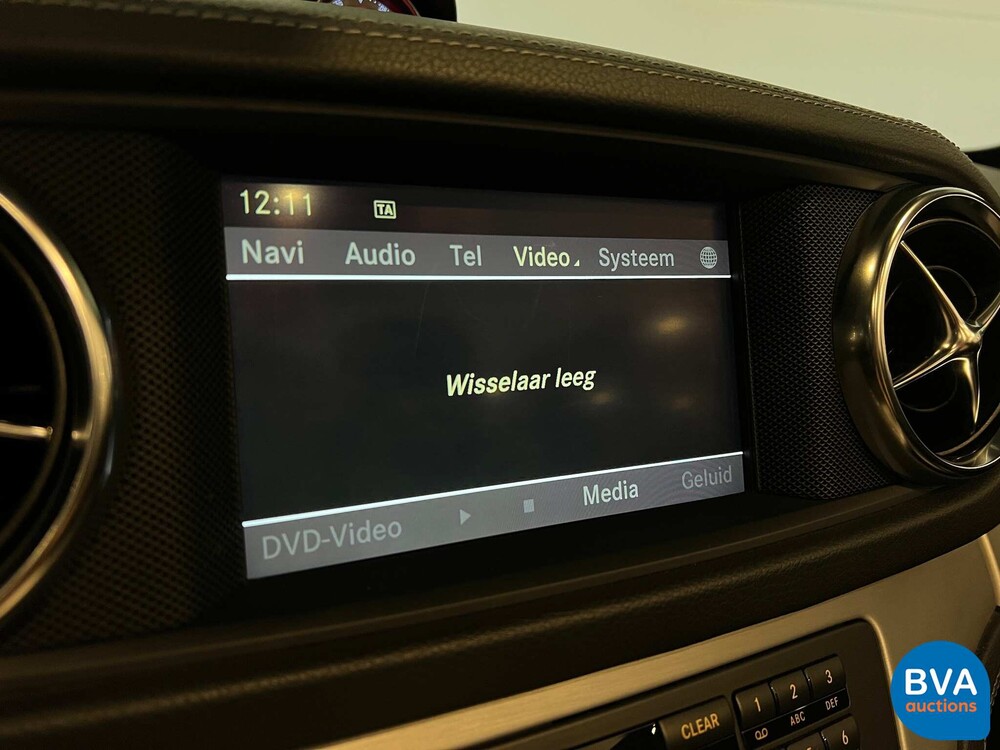 12:11 TA
Navi Audio Tel Video Systeem
Wisselaar leeg
DVD-Video Media Geluid
CLEAR 1 2 ABC 3 DEF
6
BVA
auctions